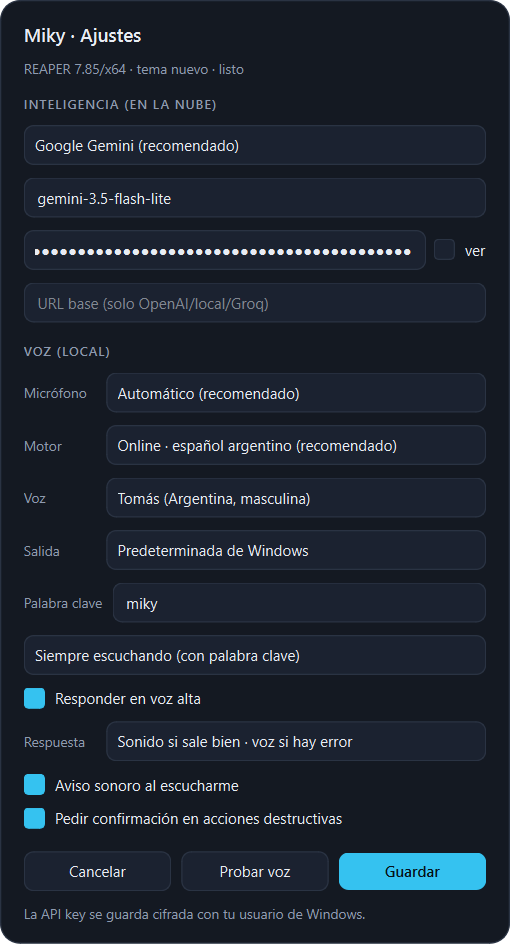 Miky · Ajustes
REAPER 7.85/x64 · tema nuevo · listo
INTELIGENCIA (EN LA NUBE)
Google Gemini (recomendado)
gemini-3.5-flash-lite
●●●●●●●●●●●●●●●●●●●●●●●●●●●●●●●●●●●●●●● ver
URL base (solo OpenAI/local/Groq)
VOZ (LOCAL)
Micrófono Automático (recomendado)
Motor Online · español argentino (recomendado)
Voz Tomás (Argentina, masculina)
Salida Predeterminada de Windows
Palabra clave miky
Siempre escuchando (con palabra clave)
Responder en voz alta
Respuesta Sonido si sale bien · voz si hay error
Aviso sonoro al escucharme
Pedir confirmación en acciones destructivas
Cancelar Probar voz Guardar
La API key se guarda cifrada con tu usuario de Windows.